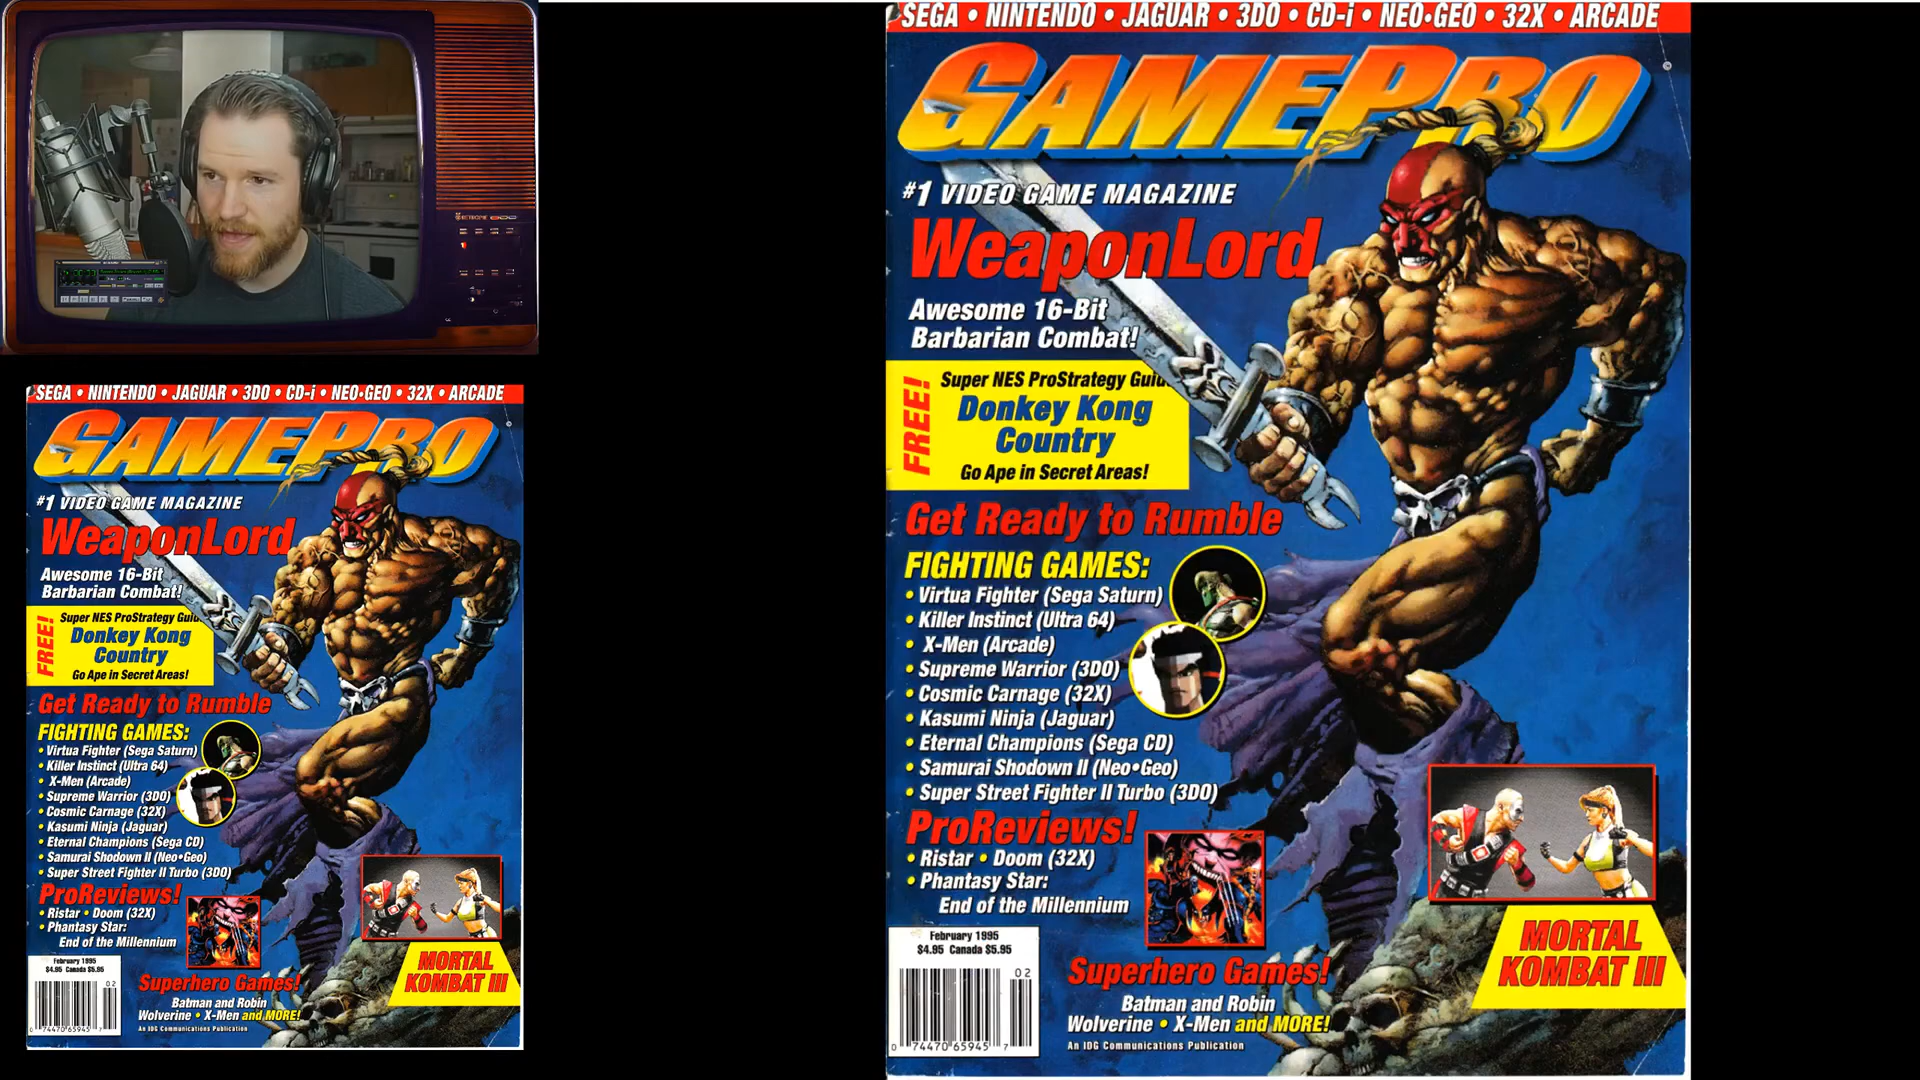 SEGA • NINTENDO • JAGUAR • 3DO • CD-i • NEO•GEO • 32X • ARCADE
GAMEPRO
#1 VIDEO GAME MAGAZINE
WeaponLord
Awesome 16-Bit
Barbarian Combat!
FREE!
Super NES ProStrategy Guid
Donkey Kong
Country
Go Ape in Secret Areas!
Get Ready to Rumble
FIGHTING GAMES:
• Virtua Fighter (Sega Saturn)
• Killer Instinct (Ultra 64)
• X-Men (Arcade)
• Supreme Warrior (3DO)
• Cosmic Carnage (32X)
• Kasumi Ninja (Jaguar)
• Eternal Champions (Sega CD)
• Samurai Shodown II (Neo•Geo)
• Super Street Fighter II Turbo (3DO)
ProReviews!
• Ristar • Doom (32X)
• Phantasy Star:
End of the Millennium
February 1995
$4.95 Canada $5.95
02
0 74470 65945 7
Superhero Games!
Batman and Robin
Wolverine • X-Men and MORE!
An IDG Communications Publication
MORTAL
KOMBAT III
SEGA • NINTENDO • JAGUAR • 3DO • CD-i • NEO•GEO • 32X • ARCADE
GAMEPRO
#1 VIDEO GAME MAGAZINE
WeaponLord
Awesome 16-Bit
Barbarian Combat!
FREE!
Super NES ProStrategy Guid
Donkey Kong
Country
Go Ape in Secret Areas!
Get Ready to Rumble
FIGHTING GAMES:
• Virtua Fighter (Sega Saturn)
• Killer Instinct (Ultra 64)
• X-Men (Arcade)
• Supreme Warrior (3DO)
• Cosmic Carnage (32X)
• Kasumi Ninja (Jaguar)
• Eternal Champions (Sega CD)
• Samurai Shodown II (Neo•Geo)
• Super Street Fighter II Turbo (3DO)
ProReviews!
• Ristar • Doom (32X)
• Phantasy Star:
End of the Millennium
February 1995
$4.95 Canada $5.95
02
0 74470 65945 7
Superhero Games!
Batman and Robin
Wolverine • X-Men and MORE!
An IDG Communications Publication
MORTAL
KOMBAT III